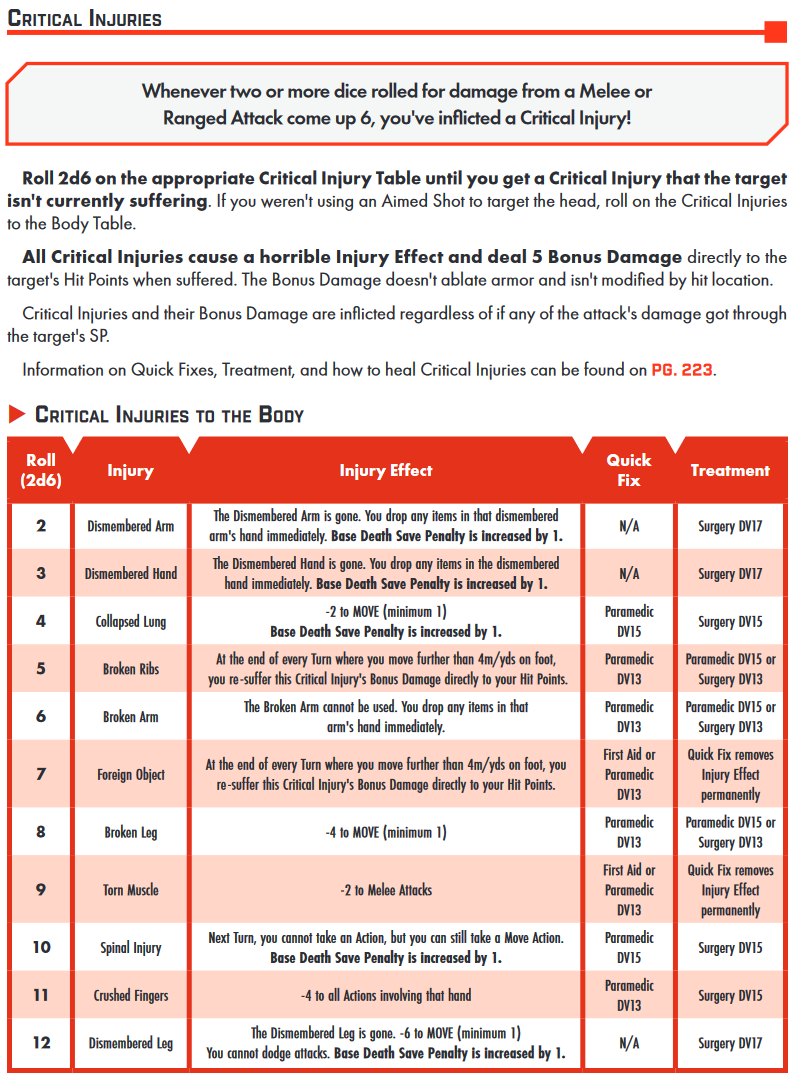 CRITICAL INJURIES
Whenever two or more dice rolled for damage from a Melee or
Ranged Attack come up 6, you've inflicted a Critical Injury!
Roll 2d6 on the appropriate Critical Injury Table until you get a Critical Injury that the target
isn't currently suffering. If you weren't using an Aimed Shot to target the head, roll on the Critical Injuries
to the Body Table.
All Critical Injuries cause a horrible Injury Effect and deal 5 Bonus Damage directly to the
target's Hit Points when suffered. The Bonus Damage doesn't ablate armor and isn't modified by hit location.
Critical Injuries and their Bonus Damage are inflicted regardless of if any of the attack's damage got through
the target's SP.
Information on Quick Fixes, Treatment, and how to heal Critical Injuries can be found on PG. 223.
CRITICAL INJURIES TO THE BODY
Roll
(2d6)
Injury
Injury Effect
Quick
Fix
Treatment
2
Dismembered Arm
The Dismembered Arm is gone. You drop any items in that dismembered
arm's hand immediately. Base Death Save Penalty is increased by 1.
N/A
Surgery DV17
3
Dismembered Hand
The Dismembered Hand is gone. You drop any items in the dismembered
hand immediately. Base Death Save Penalty is increased by 1.
N/A
Surgery DV17
4
Collapsed Lung
-2 to MOVE (minimum 1)
Base Death Save Penalty is increased by 1.
Paramedic
DV15
Surgery DV15
5
Broken Ribs
At the end of every Turn where you move further than 4m/yds on foot,
you re-suffer this Critical Injury's Bonus Damage directly to your Hit Points.
Paramedic
DV13
Paramedic DV15 or
Surgery DV13
6
Broken Arm
The Broken Arm cannot be used. You drop any items in that
arm's hand immediately.
Paramedic
DV13
Paramedic DV15 or
Surgery DV13
7
Foreign Object
At the end of every Turn where you move further than 4m/yds on foot, you
re-suffer this Critical Injury's Bonus Damage directly to your Hit Points.
First Aid or
Paramedic
DV13
Quick Fix removes
Injury Effect
permanently
8
Broken Leg
-4 to MOVE (minimum 1)
Paramedic
DV13
Paramedic DV15 or
Surgery DV13
9
Torn Muscle
-2 to Melee Attacks
First Aid or
Paramedic
DV13
Quick Fix removes
Injury Effect
permanently
10
Spinal Injury
Next Turn, you cannot take an Action, but you can still take a Move Action.
Base Death Save Penalty is increased by 1.
Paramedic
DV15
Surgery DV15
11
Crushed Fingers
-4 to all Actions involving that hand
Paramedic
DV13
Surgery DV15
12
Dismembered Leg
The Dismembered Leg is gone. -6 to MOVE (minimum 1)
You cannot dodge attacks. Base Death Save Penalty is increased by 1.
N/A
Surgery DV17